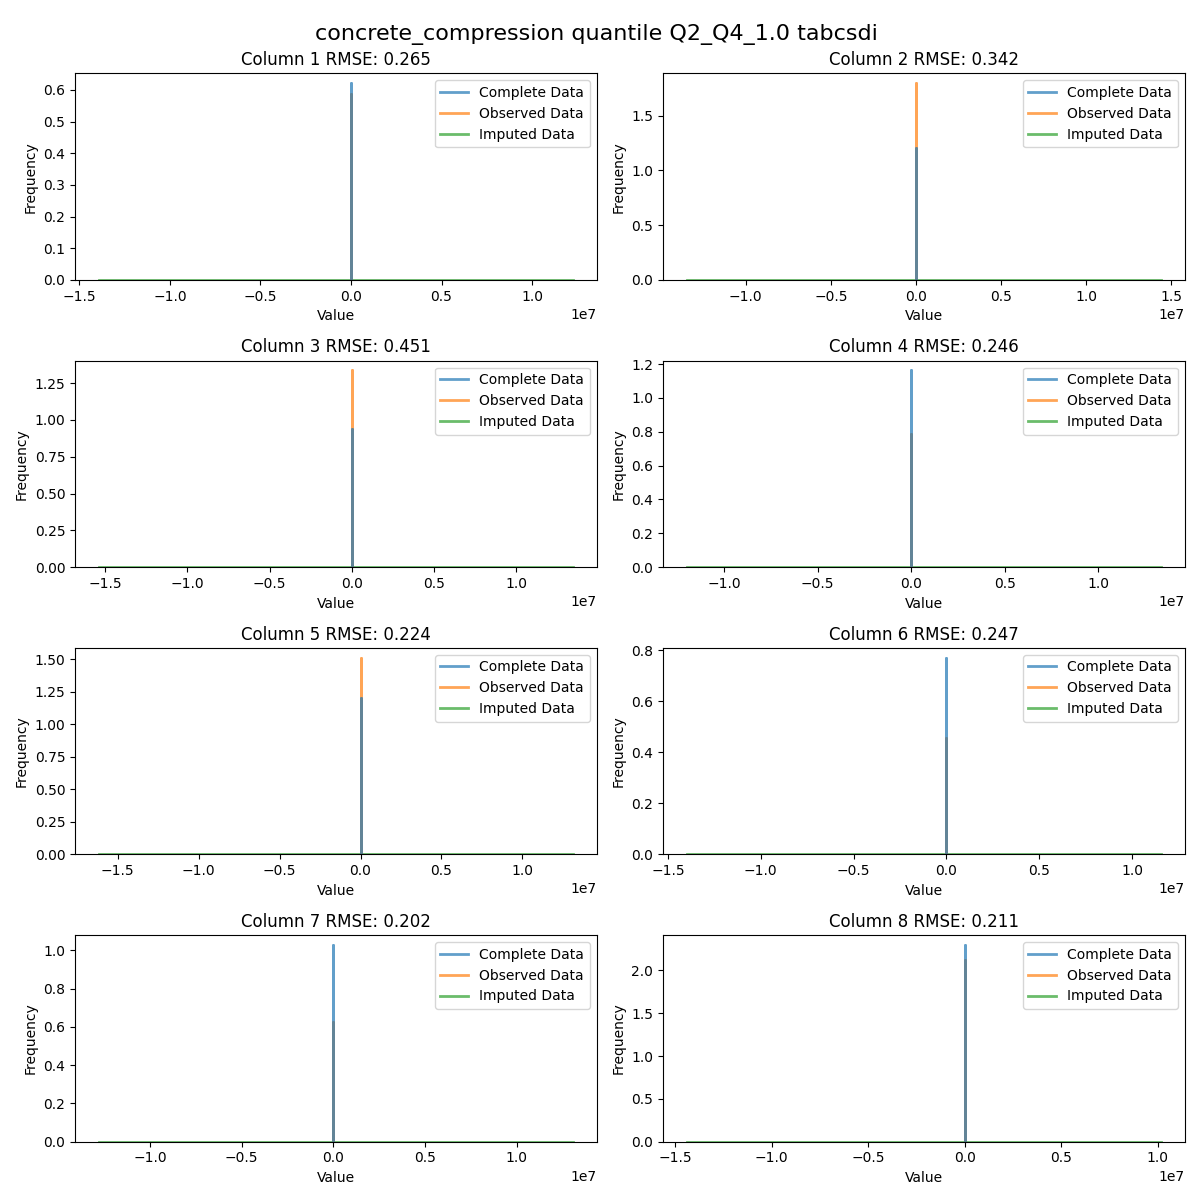 concrete_compression quantile Q2_Q4_1.0 tabcsdi
Column 1 RMSE: 0.265
Complete Data
Observed Data
Imputed Data
Frequency
0.6
0.5
0.4
0.3
0.2
0.1
0.0
−1.5 −1.0 −0.5 0.0 0.5 1.0
1e7
Value
Column 2 RMSE: 0.342
Complete Data
Observed Data
Imputed Data
Frequency
1.5
1.0
0.5
0.0
−1.0 −0.5 0.0 0.5 1.0 1.5
1e7
Value
Column 3 RMSE: 0.451
Complete Data
Observed Data
Imputed Data
Frequency
1.25
1.00
0.75
0.50
0.25
0.00
−1.5 −1.0 −0.5 0.0 0.5 1.0
1e7
Value
Column 4 RMSE: 0.246
Complete Data
Observed Data
Imputed Data
Frequency
1.2
1.0
0.8
0.6
0.4
0.2
0.0
−1.0 −0.5 0.0 0.5 1.0
1e7
Value
Column 5 RMSE: 0.224
Complete Data
Observed Data
Imputed Data
Frequency
1.50
1.25
1.00
0.75
0.50
0.25
0.00
−1.5 −1.0 −0.5 0.0 0.5 1.0
1e7
Value
Column 6 RMSE: 0.247
Complete Data
Observed Data
Imputed Data
Frequency
0.8
0.6
0.4
0.2
0.0
−1.5 −1.0 −0.5 0.0 0.5 1.0
1e7
Value
Column 7 RMSE: 0.202
Complete Data
Observed Data
Imputed Data
Frequency
1.0
0.8
0.6
0.4
0.2
0.0
−1.0 −0.5 0.0 0.5 1.0
1e7
Value
Column 8 RMSE: 0.211
Complete Data
Observed Data
Imputed Data
Frequency
2.0
1.5
1.0
0.5
0.0
−1.5 −1.0 −0.5 0.0 0.5 1.0
1e7
Value